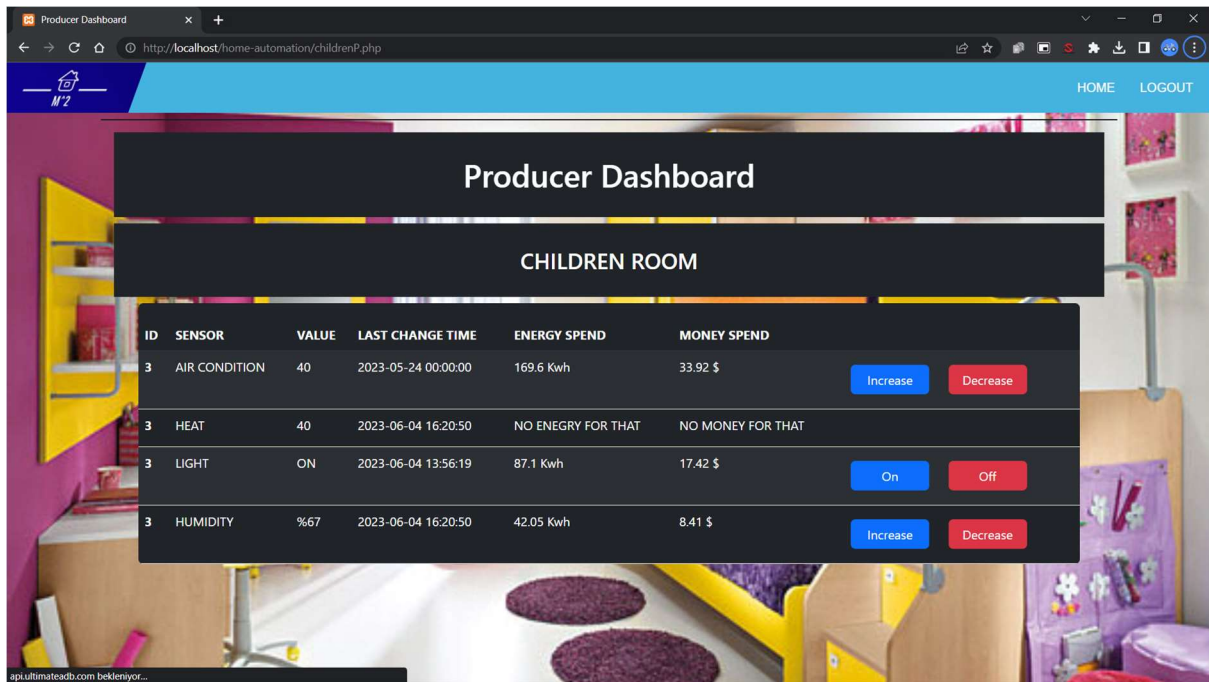 Producer Dashboard
http://localhost/home-automation/childrenP.php
M^2
HOME LOGOUT
Producer Dashboard
CHILDREN ROOM
ID SENSOR VALUE LAST CHANGE TIME ENERGY SPEND MONEY SPEND
3 AIR CONDITION 40 2023-05-24 00:00:00 169.6 Kwh 33.92 $ Increase Decrease
3 HEAT 40 2023-06-04 16:20:50 NO ENEGRY FOR THAT NO MONEY FOR THAT
3 LIGHT ON 2023-06-04 13:56:19 87.1 Kwh 17.42 $ On Off
3 HUMIDITY %67 2023-06-04 16:20:50 42.05 Kwh 8.41 $ Increase Decrease
api.ultimateadb.com bekleniyor...